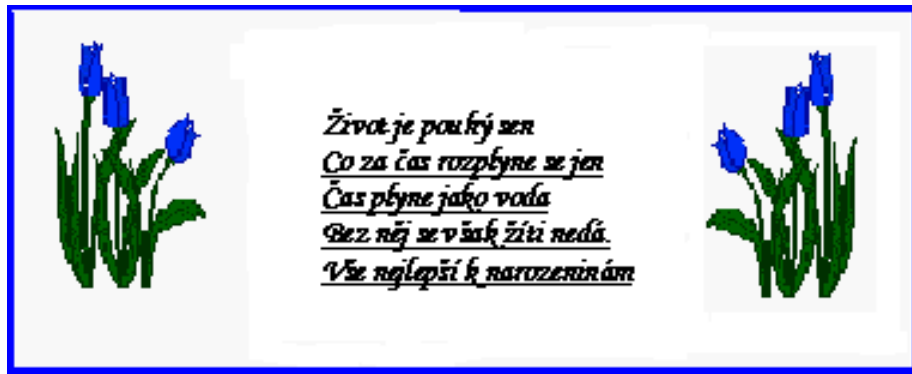 Život je pouhý sen
Co za čas rozplyne se jen
Čas plyne jako voda
Bez něj se však žíti nedá.
Vše nejlepší k narozeninám